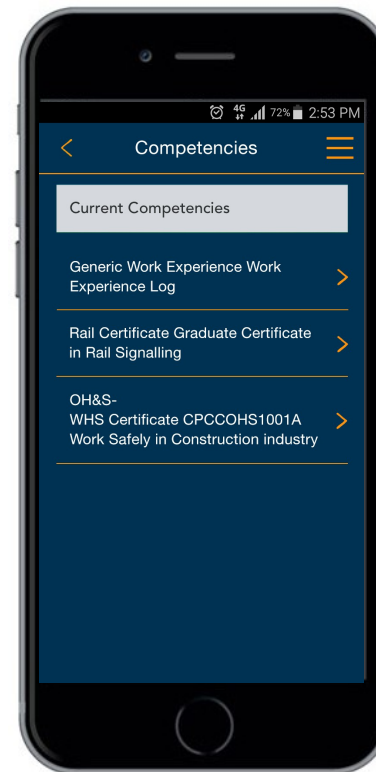 4G 72% 2:53 PM
Competencies
Current Competencies
Generic Work Experience Work
Experience Log
Rail Certificate Graduate Certificate
in Rail Signalling
OH&S-
WHS Certificate CPCCOHS1001A
Work Safely in Construction industry